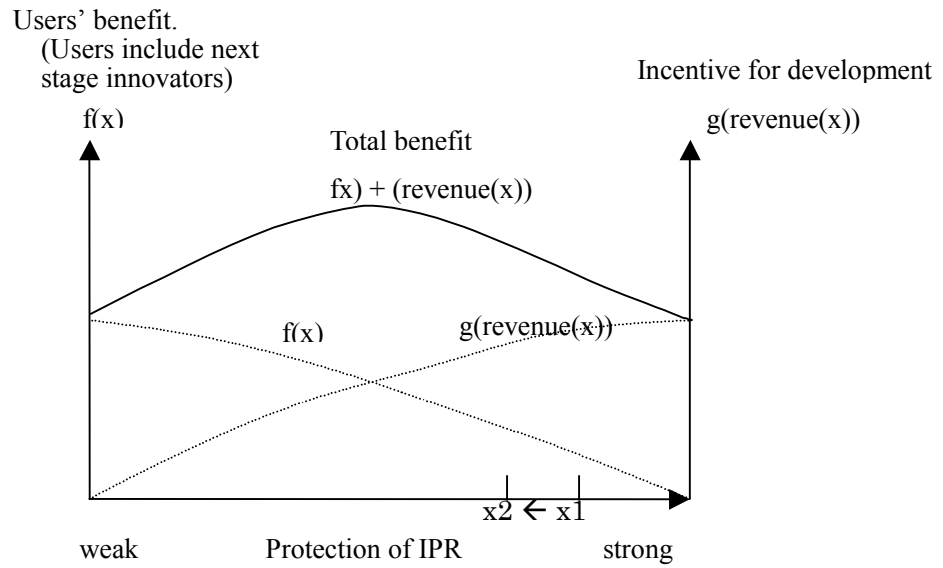 Users’ benefit.
(Users include next
stage innovators)
Incentive for development
f(x)
g(revenue(x))
Total benefit
fx) + (revenue(x))
f(x)
g(revenue(x))
x2 ← x1
weak
Protection of IPR
strong